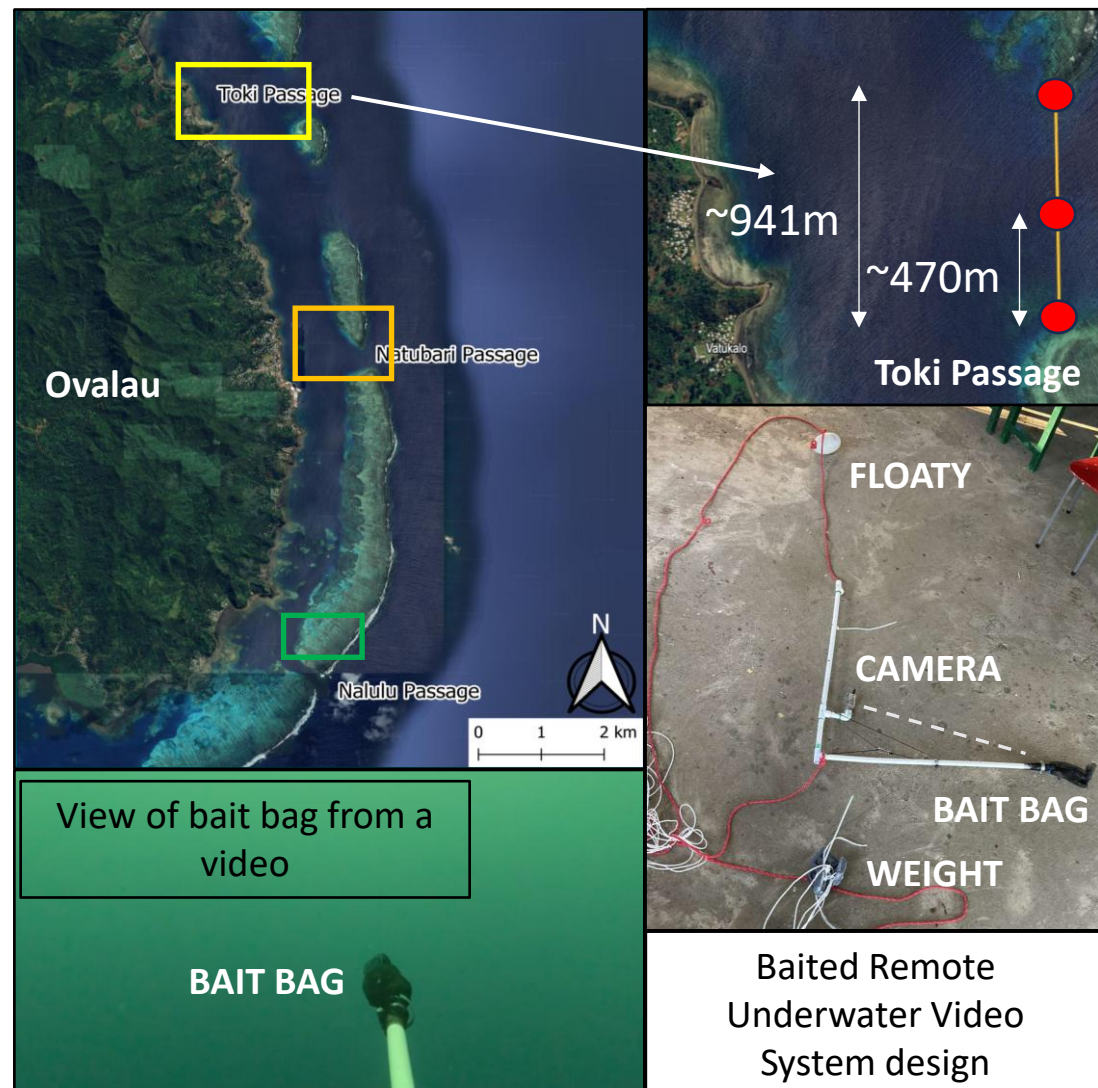 Toki Passage
Ovalau
Natubari Passage
Nalulu Passage
N
0 1 2 km
~941m
~470m
Vatukalo
Toki Passage
FLOATY
CAMERA
BAIT BAG
WEIGHT
View of bait bag from a
video
BAIT BAG
Baited Remote
Underwater Video
System design